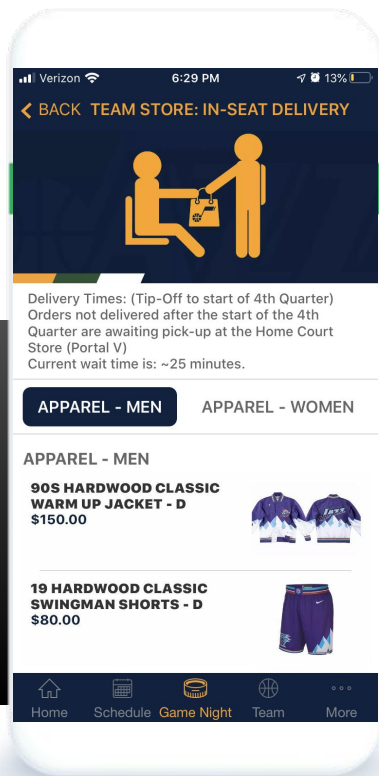 Verizon 6:29 PM 13%
BACK TEAM STORE: IN-SEAT DELIVERY
Delivery Times: (Tip-Off to start of 4th Quarter)
Orders not delivered after the start of the 4th
Quarter are awaiting pick-up at the Home Court
Store (Portal V)
Current wait time is: ~25 minutes.
APPAREL - MEN APPAREL - WOMEN
APPAREL - MEN
90S HARDWOOD CLASSIC
WARM UP JACKET - D
$150.00
Jazz
19 HARDWOOD CLASSIC
SWINGMAN SHORTS - D
$80.00
Home Schedule Game Night Team More